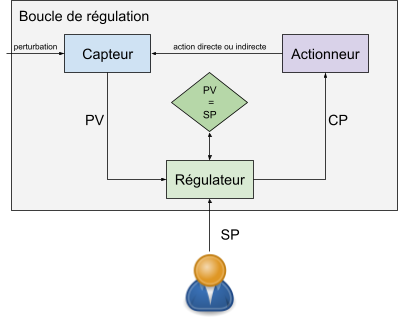 Boucle de régulation
perturbation
Capteur
action directe ou indirecte
Actionneur
PV
=
SP
PV
CP
Régulateur
SP